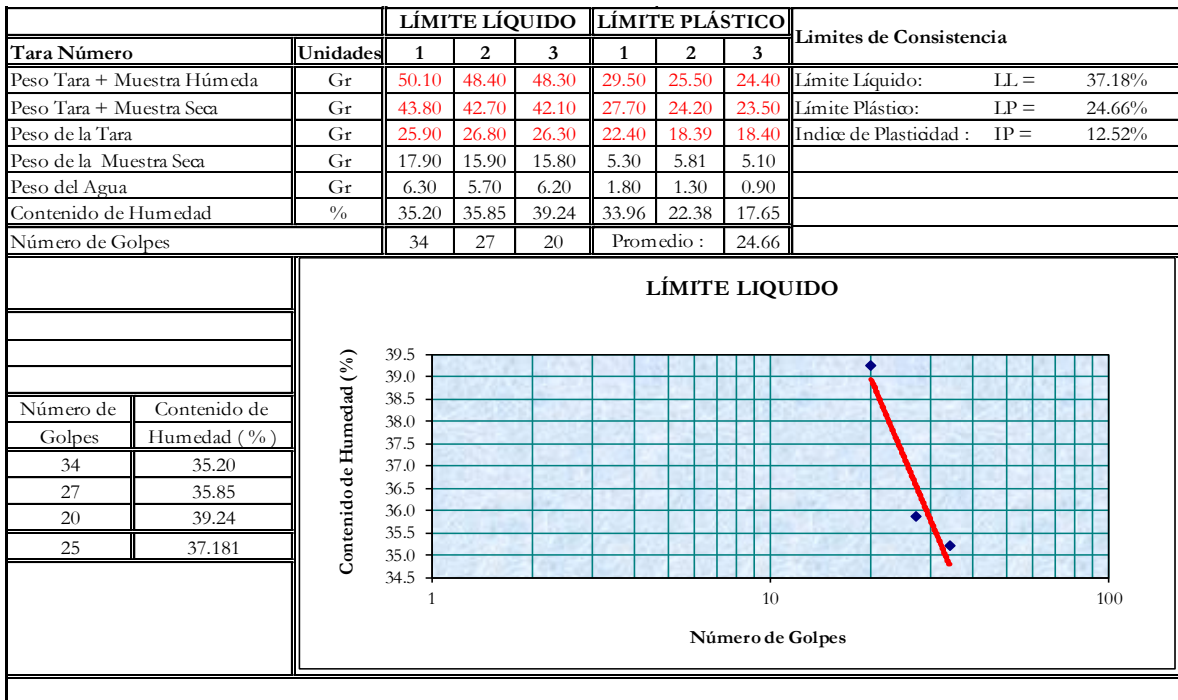 LÍMITE LÍQUIDO LÍMITE PLÁSTICO Limites de Consistencia
Tara Número Unidades 1 2 3 1 2 3
Peso Tara + Muestra Húmeda Gr 50.10 48.40 48.30 29.50 25.50 24.40 Límite Líquido: LL = 37.18%
Peso Tara + Muestra Seca Gr 43.80 42.70 42.10 27.70 24.20 23.50 Límite Plástico: LP = 24.66%
Peso de la Tara Gr 25.90 26.80 26.30 22.40 18.39 18.40 Indice de Plasticidad : IP = 12.52%
Peso de la Muestra Seca Gr 17.90 15.90 15.80 5.30 5.81 5.10
Peso del Agua Gr 6.30 5.70 6.20 1.80 1.30 0.90
Contenido de Humedad % 35.20 35.85 39.24 33.96 22.38 17.65
Número de Golpes 34 27 20 Promedio : 24.66
Número de Contenido de
Golpes Humedad ( % )
34 35.20
27 35.85
20 39.24
25 37.181
LÍMITE LIQUIDO
Contenido de Humedad ( % )
39.5
39.0
38.5
38.0
37.5
37.0
36.5
36.0
35.5
35.0
34.5
1 10 100
Número de Golpes